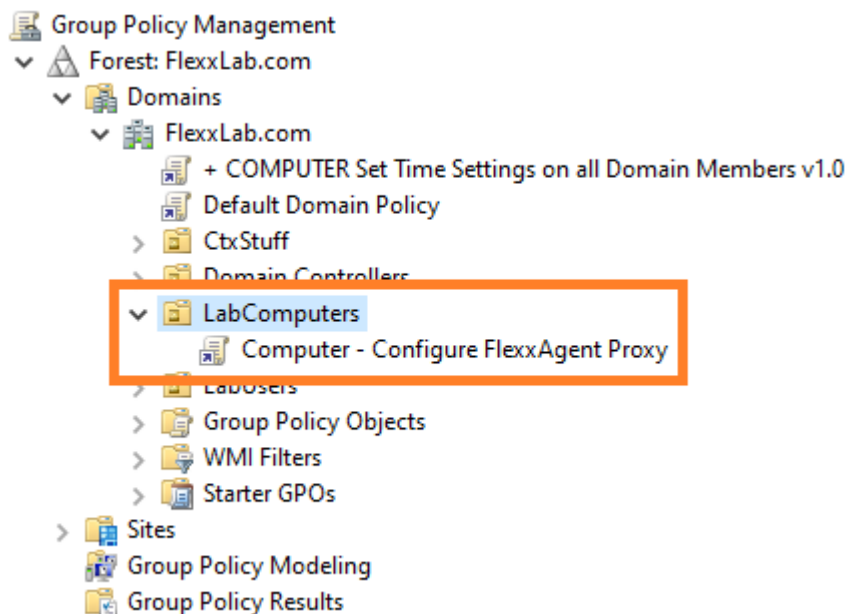 Group Policy Management
Forest: FlexxLab.com
Domains
FlexxLab.com
+ COMPUTER Set Time Settings on all Domain Members v1.0
Default Domain Policy
CtxStuff
Domain Controllers
LabComputers
Computer - Configure FlexxAgent Proxy
LabUsers
Group Policy Objects
WMI Filters
Starter GPOs
Sites
Group Policy Modeling
Group Policy Results